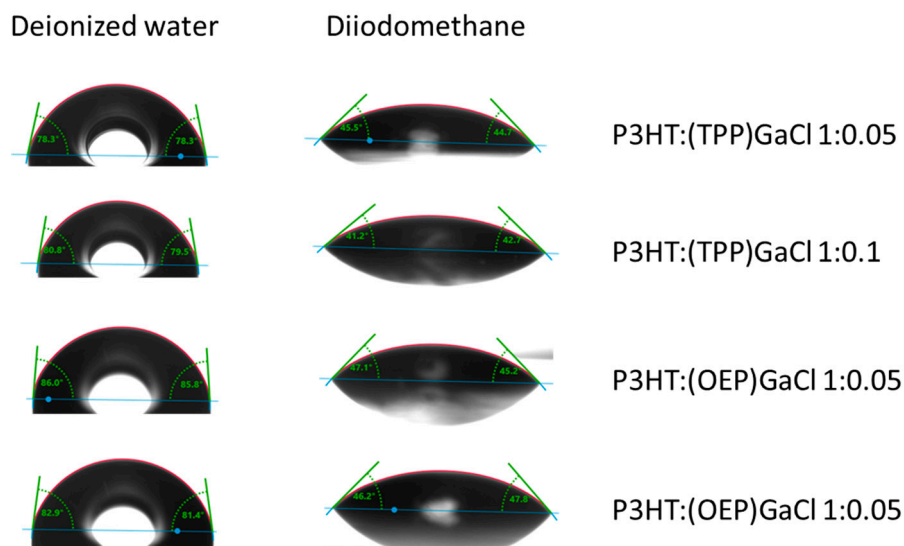 Deionized water Diiodomethane
78.3° 78.3° 45.5° 44.7 P3HT:(TPP)GaCl 1:0.05
80.8° 79.5 41.2° 42.7 P3HT:(TPP)GaCl 1:0.1
86.0° 85.8° 47.1° 45.2 P3HT:(OEP)GaCl 1:0.05
82.9° 81.4° 46.2° 47.8 P3HT:(OEP)GaCl 1:0.05